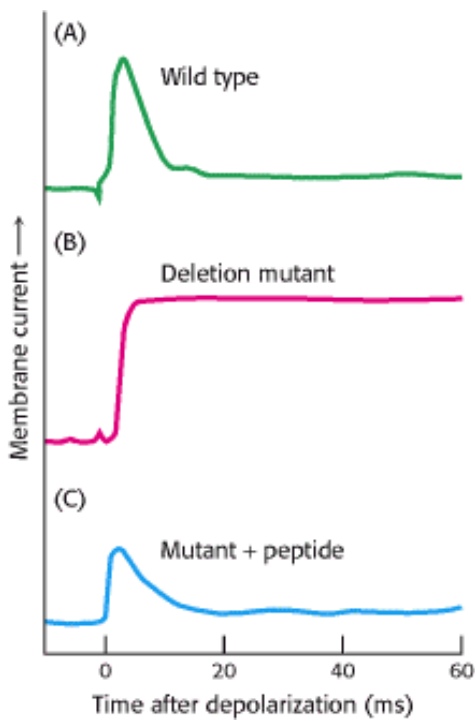 (A)
Wild type
(B)
Deletion mutant
Membrane current →
(C)
Mutant + peptide
0 20 40 60
Time after depolarization (ms)